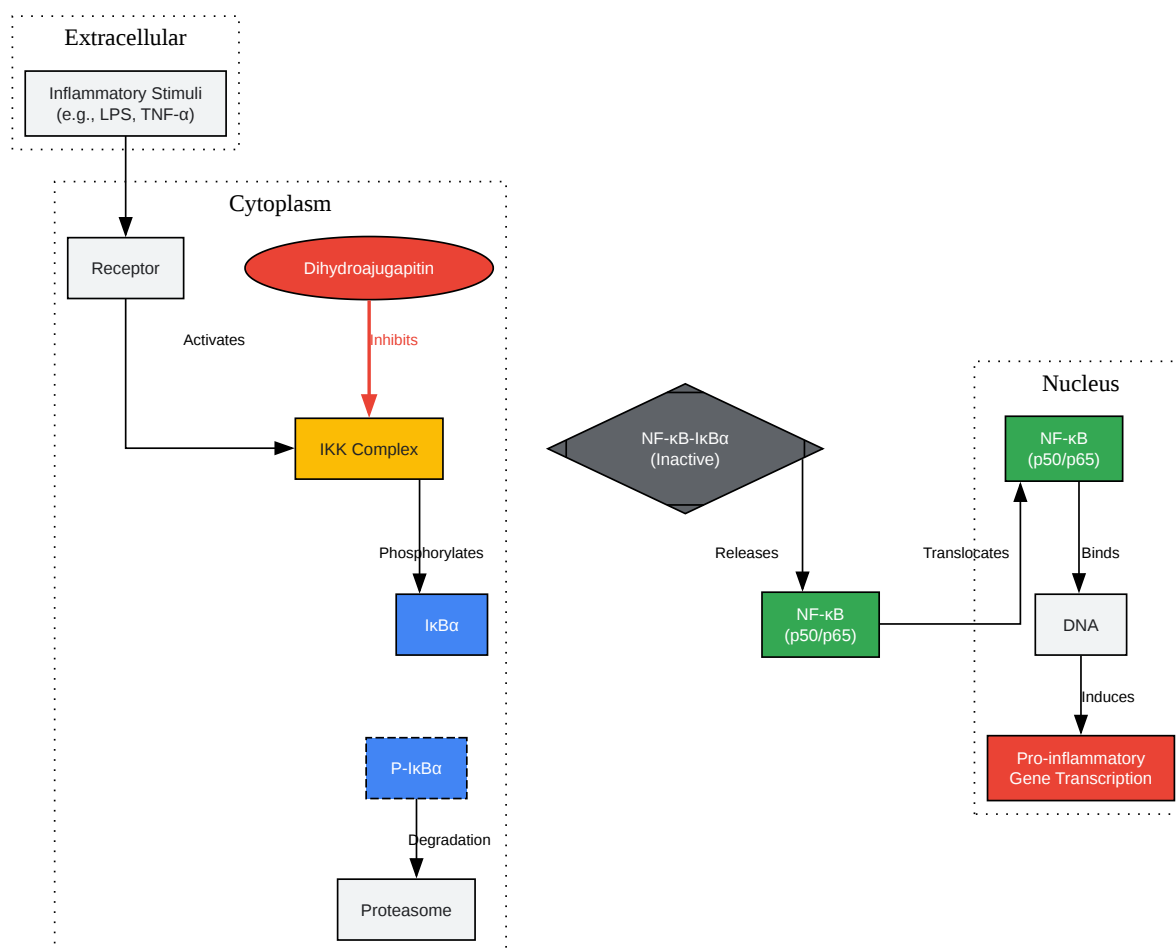 Extracellular
Inflammatory Stimuli
(e.g., LPS, TNF-α)
Cytoplasm
Receptor
Dihydroajugapitin
Activates
Inhibits
IKK Complex
Phosphorylates
IκBα
P-IκBα
Degradation
Proteasome
NF-κB-IκBα
(Inactive)
Releases
NF-κB
(p50/p65)
Translocates
Nucleus
NF-κB
(p50/p65)
Binds
DNA
Induces
Pro-inflammatory
Gene Transcription